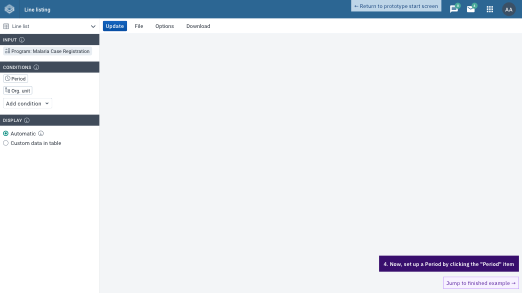 Line listing
← Return to prototype start screen
AA
Line list
Update File Options Download
INPUT
Program: Malaria Case Registration
CONDITIONS
Period
Org. unit
Add condition
DISPLAY
Automatic
Custom data in table
4. Now, set up a Period by clicking the "Period" item
Jump to finished example →